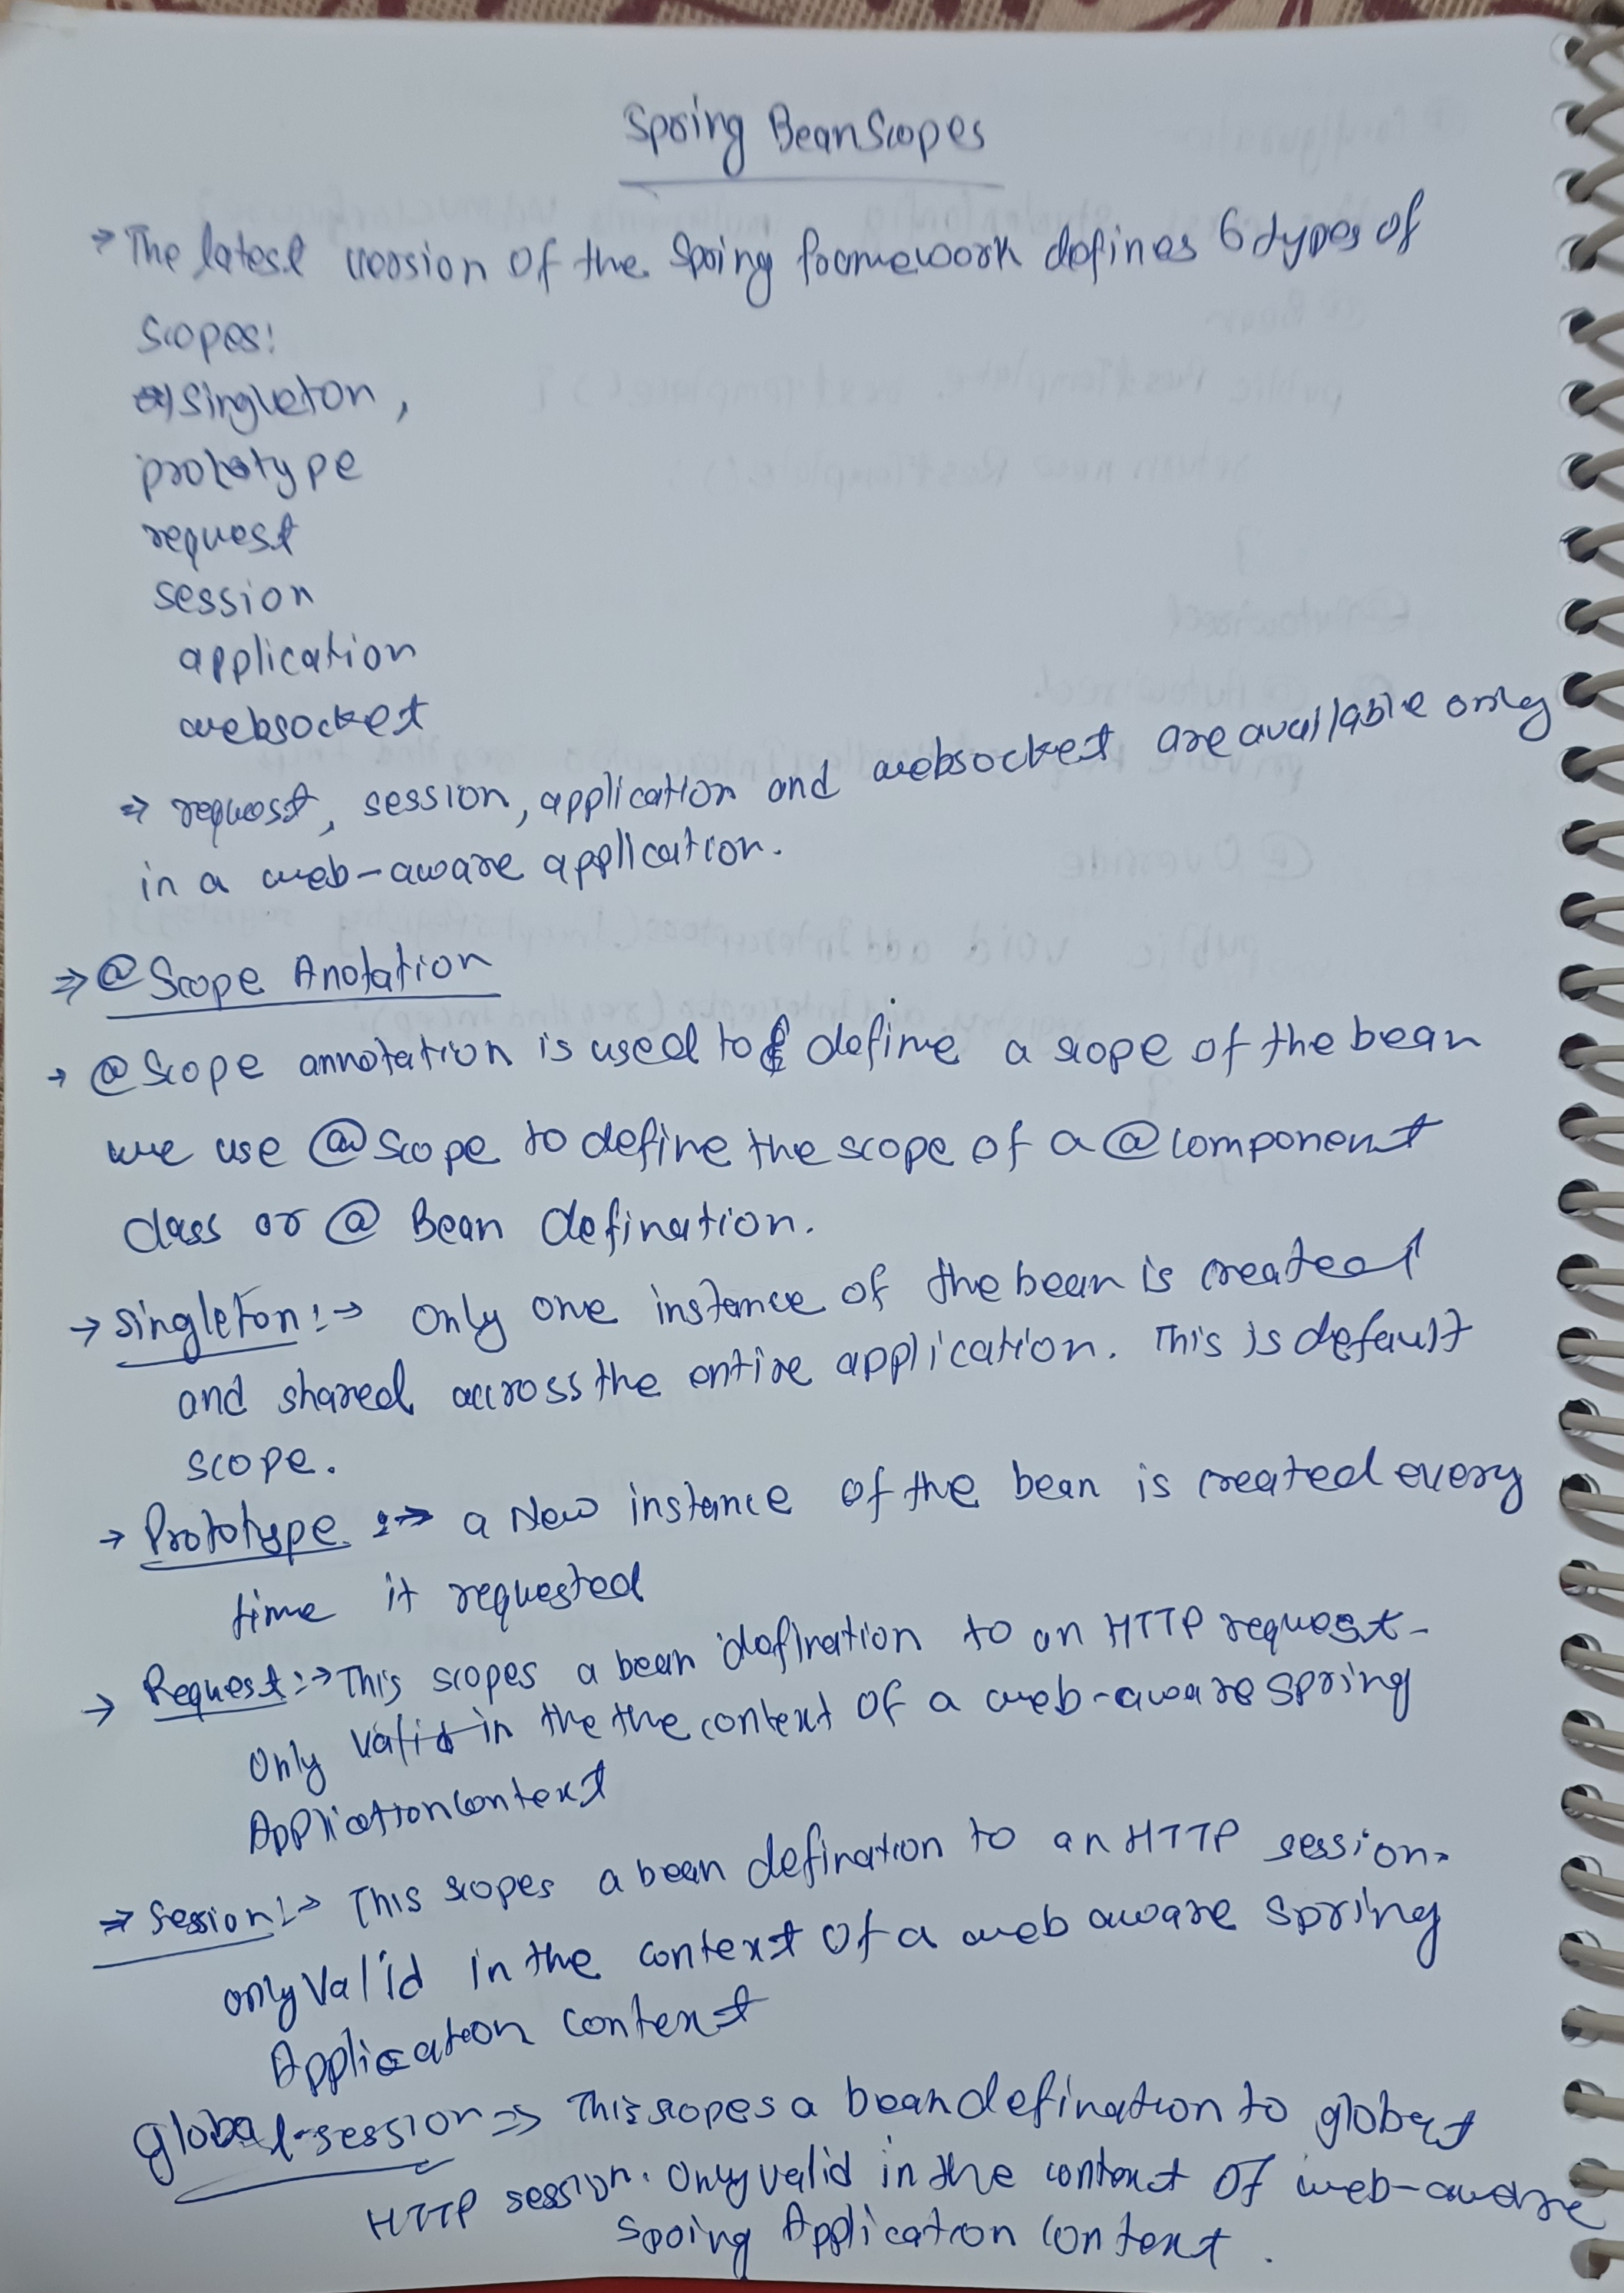 Spring Bean Scopes
→ The latest version of the Spring framework defines 6 types of
Scopes:
singleton,
prototype
request
session
application
websocket
⇒ request, session, application and websocket are available only
in a web-aware application.
⇒ @Scope Anotation
→ @Scope annotation is used to define a scope of the bean
we use @Scope to define the scope of a @component
class or @ Bean defination.
→ singleton:→ Only one instance of the bean is created
and shared accross the entire application. This is default
scope.
→ Prototype :→ a New instance of the bean is created every
time it requested
→ Request:→ This scopes a bean defination to an HTTP request-
Only valid in the the context of a web-aware spring
Applicationcontext
⇒ Session:→ This scopes a bean defination to an HTTP session.
only Valid in the context of a web aware spring
Application context
global-session ⇒ This scopes a bean defination to
HTTP session. Only valid in the context of web-aware
Spring Application context.